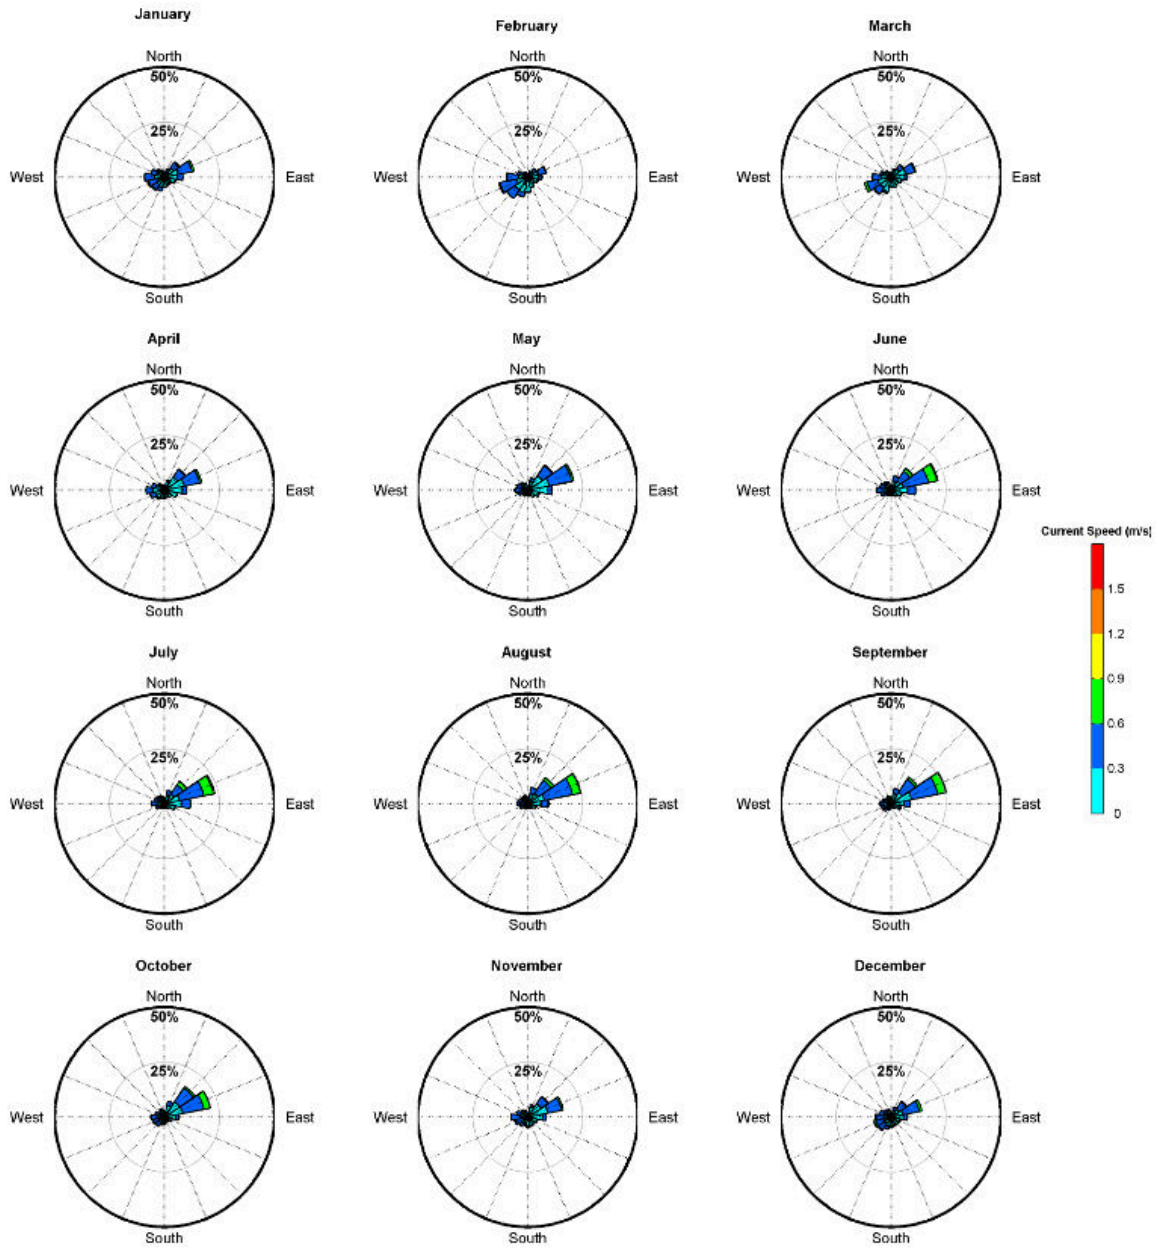 January
February
March
North
50%
25%
West
East
South
North
50%
25%
West
East
South
North
50%
25%
West
East
South
April
May
June
North
50%
25%
West
East
South
North
50%
25%
West
East
South
North
50%
25%
West
East
South
Current Speed (m/s)
1.5
1.2
0.9
0.6
0.3
0
July
August
September
North
50%
25%
West
East
South
North
50%
25%
West
East
South
North
50%
25%
West
East
South
October
November
December
North
50%
25%
West
East
South
North
50%
25%
West
East
South
North
50%
25%
West
East
South